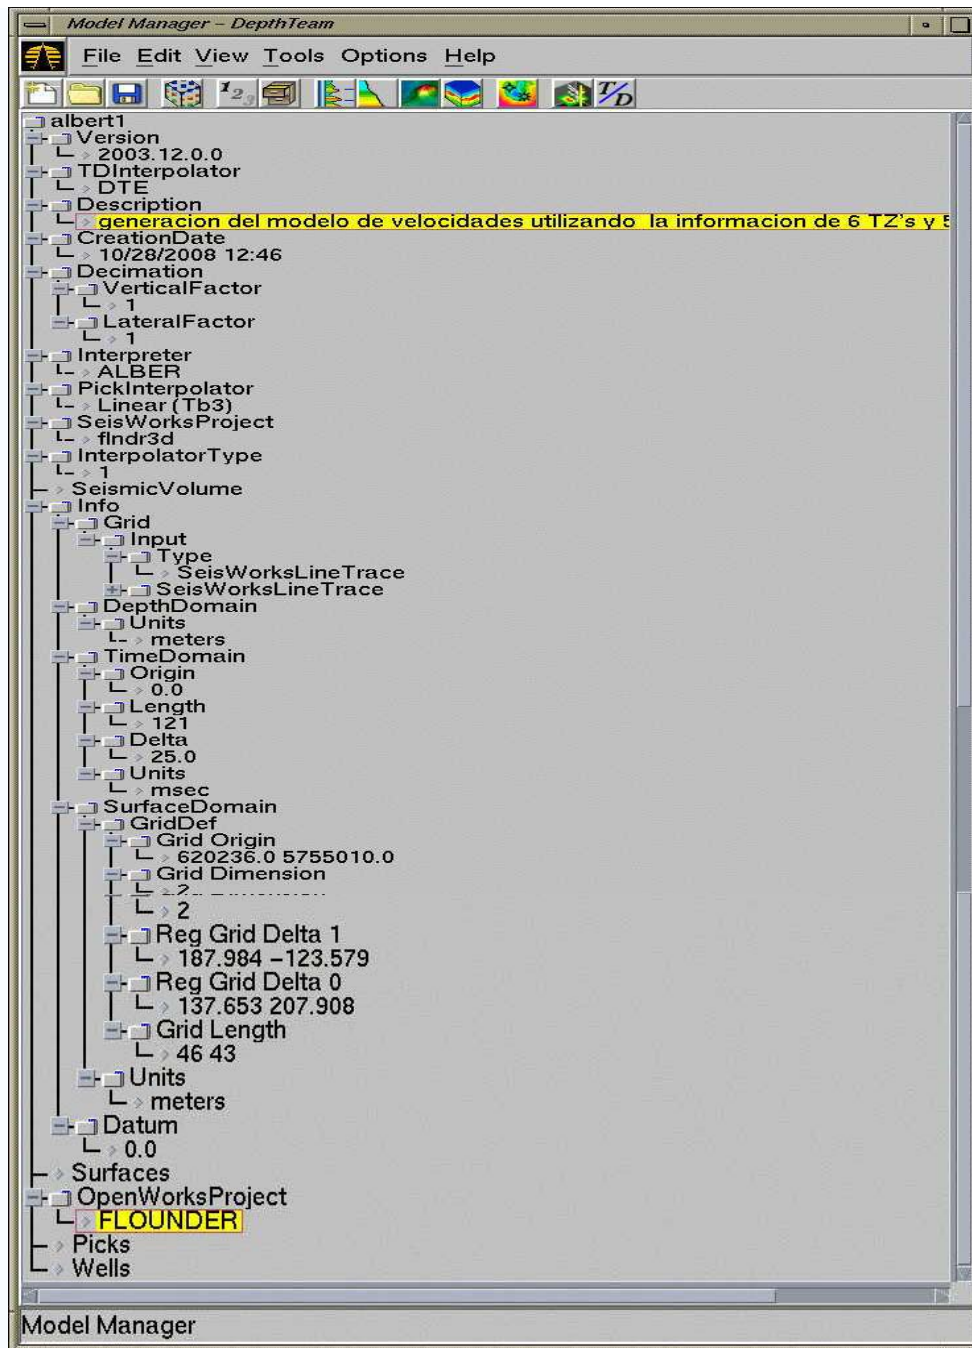 Model Manager – DepthTeam
File Edit View Tools Options Help
1 2 3 T/D
albert1
Version
2003.12.0.0
TDInterpolator
DTE
Description
generacion del modelo de velocidades utilizando la informacion de 6 TZ's y 5
CreationDate
10/28/2008 12:46
Decimation
VerticalFactor
1
LateralFactor
1
Interpreter
ALBER
PickInterpolator
Linear (Tb3)
SeisWorksProject
flndr3d
InterpolatorType
1
SeismicVolume
Info
Grid
Input
Type
SeisWorksLineTrace
SeisWorksLineTrace
DepthDomain
Units
meters
TimeDomain
Origin
0.0
Length
121
Delta
25.0
Units
msec
SurfaceDomain
GridDef
Grid Origin
620236.0 5755010.0
Grid Dimension
2
2
Reg Grid Delta 1
187.984 –123.579
Reg Grid Delta 0
137.653 207.908
Grid Length
46 43
Units
meters
Datum
0.0
Surfaces
OpenWorksProject
FLOUNDER
Picks
Wells
Model Manager